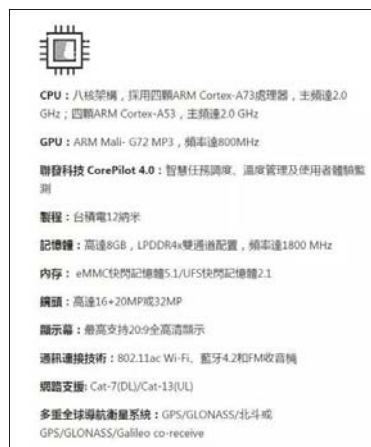 CPU：八核架構，採用四顆ARM Cortex-A73處理器，主頻達2.0
GHz；四顆ARM Cortex-A53，主頻達2.0 GHz
GPU：ARM Mali- G72 MP3，頻率達800MHz
聯發科技 CorePilot 4.0：智慧任務調度、溫度管理及使用者體驗監
測
製程：台積電12納米
記憶體：高達8GB，LPDDR4x雙通道配置，頻率達1800 MHz
內存： eMMC快閃記憶體5.1/UFS快閃記憶體2.1
鏡頭：高達16+20MP或32MP
顯示幕：最高支持20:9全高清顯示
通訊連接技術：802.11ac Wi-Fi、藍牙4.2和FM收音機
網路支援: Cat-7(DL)/Cat-13(UL)
多重全球導航衛星系統：GPS/GLONASS/北斗或
GPS/GLONASS/Galileo co-receive